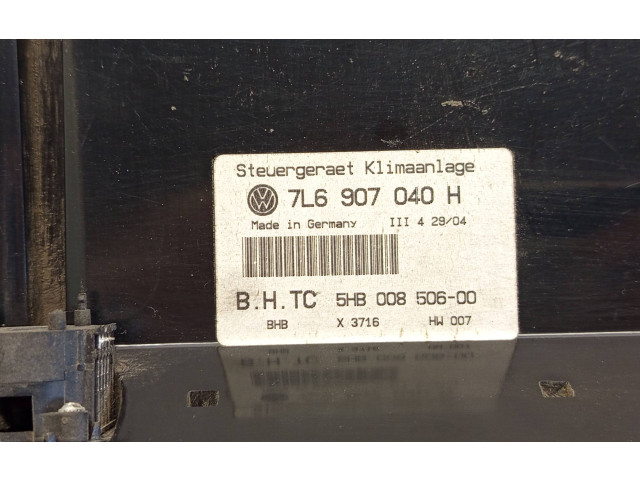 Steuergeraet Klimaanlage
7L6 907 040 H
Made in Germany III 4 29/04
B.H.TC 5HB 008 506-00
BHB X 3716 HW 007